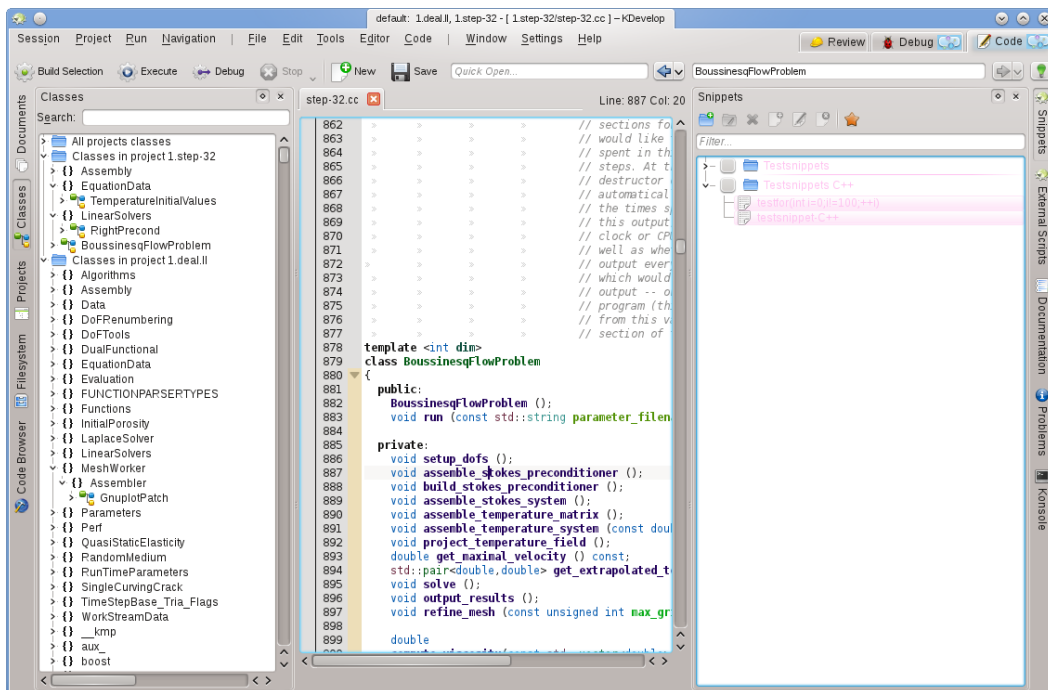 default: 1.deal.II, 1.step-32 - [ 1.step-32/step-32.cc ] – KDevelop
Session Project Run Navigation | File Edit Tools Editor Code | Window Settings Help Review Debug Code
Build Selection Execute Debug Stop New Save Quick Open... BoussinesqFlowProblem
Documents
Classes
Projects
Filesystem
Code Browser
Classes
Search:
All projects classes
Classes in project 1.step-32
{} Assembly
{} EquationData
TemperatureInitialValues
{} LinearSolvers
RightPrecond
BoussinesqFlowProblem
Classes in project 1.deal.II
{} Algorithms
{} Assembly
{} Data
{} DoFRenumbering
{} DoFTools
{} DualFunctional
{} EquationData
{} Evaluation
{} FUNCTIONPARSERTYPES
{} Functions
{} InitialPorosity
{} LaplaceSolver
{} LinearSolvers
{} MeshWorker
{} Assembler
GnuplotPatch
{} Parameters
{} Perf
{} QuasiStaticElasticity
{} RandomMedium
{} RunTimeParameters
{} SingleCurvingCrack
{} TimeStepBase_Tria_Flags
{} WorkStreamData
{} __kmp
{} aux_
{} boost
step-32.cc Line: 887 Col: 20
862 // sections fo
863 // would like
864 // spent in th
865 // steps. At t
866 // destructor
867 // automatical
868 // the times s
869 // this output
870 // clock or CP
871 // well as whe
872 // output ever
873 // which would
874 // output -- o
875 // program (th
876 // from this v
877 // section of
878 template <int dim>
879 class BoussinesqFlowProblem
880 {
881 public:
882 BoussinesqFlowProblem ();
883 void run (const std::string parameter_filen
884
885 private:
886 void setup_dofs ();
887 void assemble_stokes_preconditioner ();
888 void build_stokes_preconditioner ();
889 void assemble_stokes_system ();
890 void assemble_temperature_matrix ();
891 void assemble_temperature_system (const doub
892 void project_temperature_field ();
893 double get_maximal_velocity () const;
894 std::pair<double,double> get_extrapolated_t
895 void solve ();
896 void output_results ();
897 void refine_mesh (const unsigned int max_gr
898
899 double
Snippets
Filter...
Testsnippets
Testsnippets C++
testfor(int i=0;i!=100;++i)
testsnippet-C++
Snippets
External Scripts
Documentation
Problems
Konsole